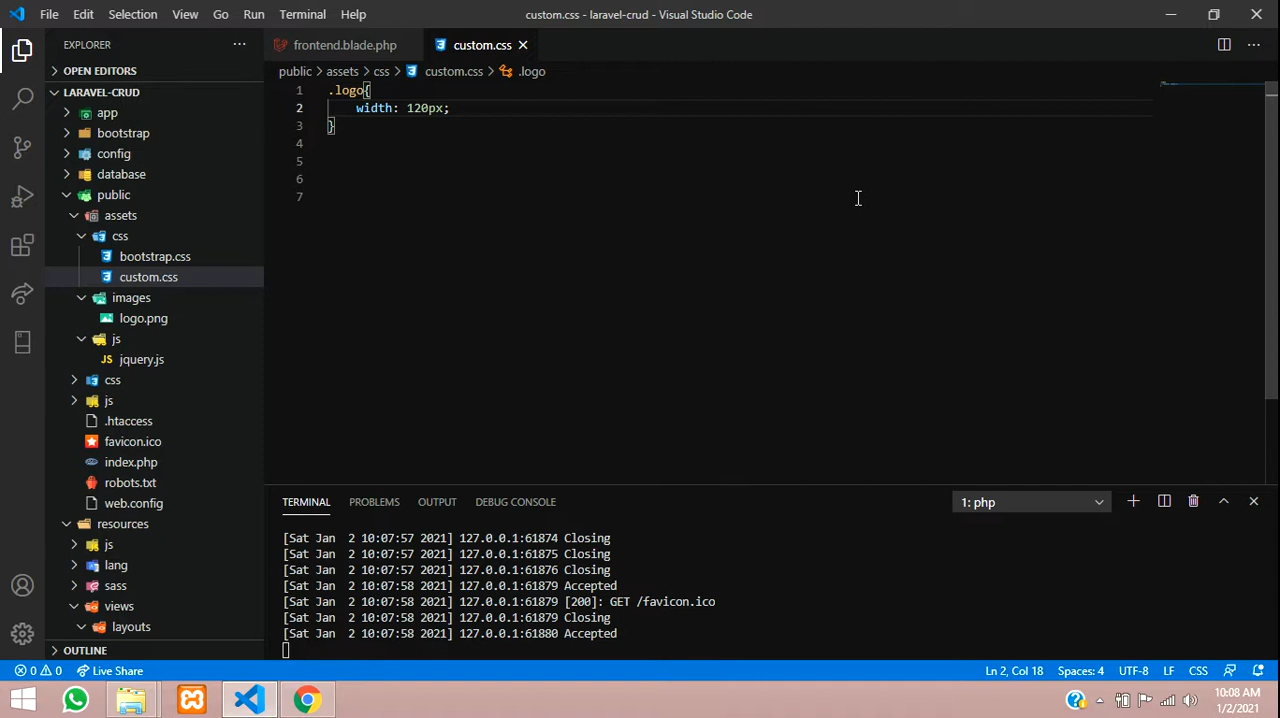 File Edit Selection View Go Run Terminal Help
custom.css - laravel-crud - Visual Studio Code
EXPLORER
OPEN EDITORS
LARAVEL-CRUD
app
bootstrap
config
database
public
assets
css
bootstrap.css
custom.css
images
logo.png
js
JS jquery.js
css
js
.htaccess
favicon.ico
index.php
robots.txt
web.config
resources
js
lang
sass
views
layouts
OUTLINE
frontend.blade.php custom.css
public > assets > css > custom.css > .logo
1 .logo{
2 width: 120px;
3 }
4
5
6
7
TERMINAL PROBLEMS OUTPUT DEBUG CONSOLE 1: php
[Sat Jan 2 10:07:57 2021] 127.0.0.1:61874 Closing
[Sat Jan 2 10:07:57 2021] 127.0.0.1:61875 Closing
[Sat Jan 2 10:07:57 2021] 127.0.0.1:61876 Closing
[Sat Jan 2 10:07:58 2021] 127.0.0.1:61879 Accepted
[Sat Jan 2 10:07:58 2021] 127.0.0.1:61879 [200]: GET /favicon.ico
[Sat Jan 2 10:07:58 2021] 127.0.0.1:61879 Closing
[Sat Jan 2 10:07:58 2021] 127.0.0.1:61880 Accepted
0 0 Live Share Ln 2, Col 18 Spaces: 4 UTF-8 LF CSS
10:08 AM
1/2/2021